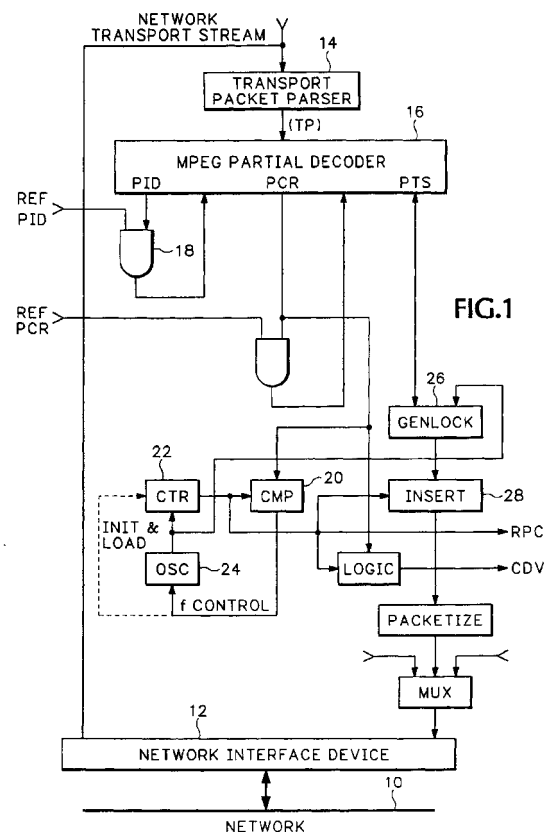 NETWORK
TRANSPORT STREAM
14
TRANSPORT
PACKET PARSER
(TP)
16
MPEG PARTIAL DECODER
PID PCR PTS
REF
PID
18
REF
PCR
FIG.1
26
GENLOCK
22
CTR
20
CMP
INSERT
28
INIT &
LOAD
RPC
OSC
24
LOGIC
CDV
f CONTROL
PACKETIZE
MUX
12
NETWORK INTERFACE DEVICE
10
NETWORK